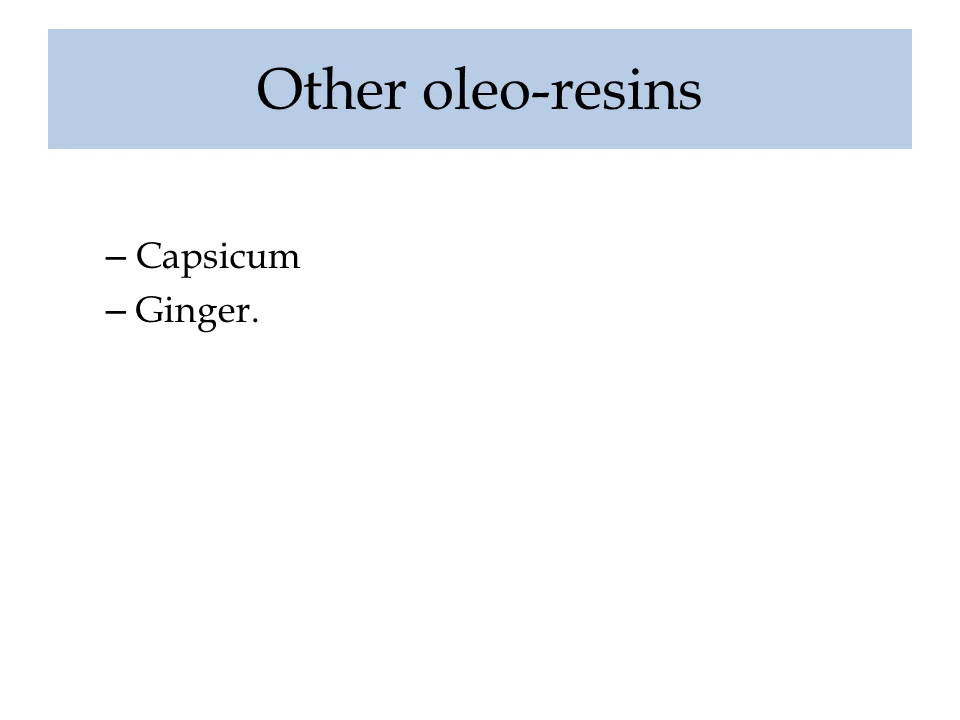 Other oleo-resins
– Capsicum
– Ginger.